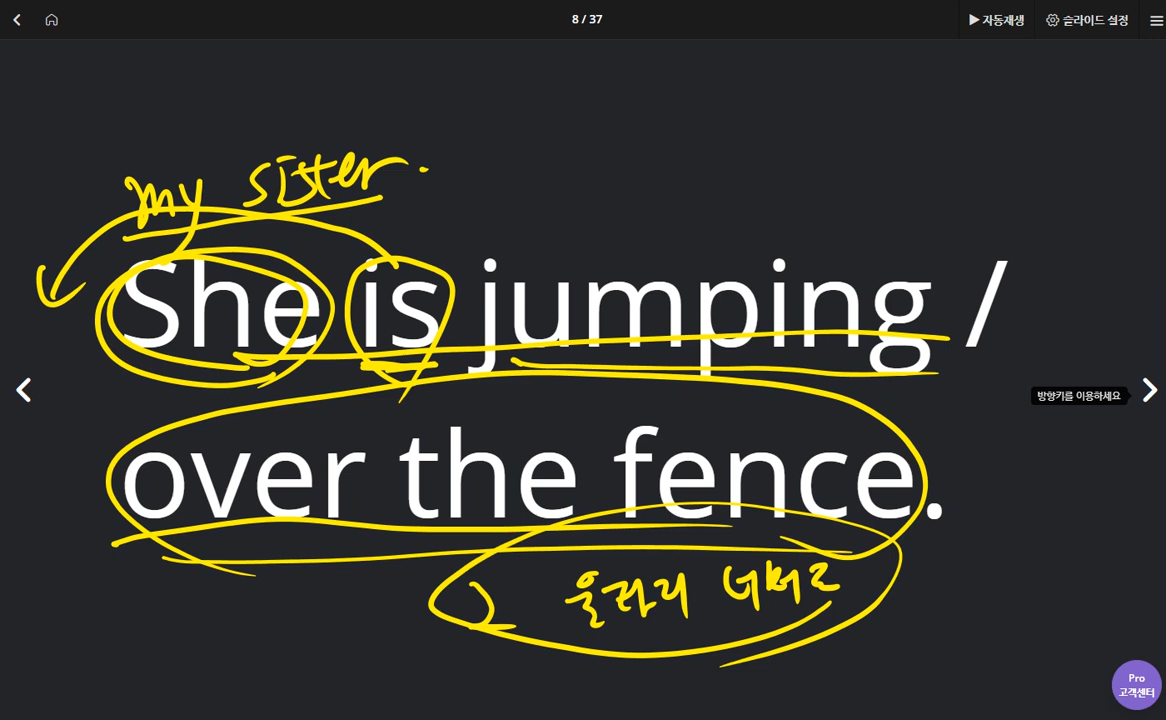 8 / 37
자동재생
슬라이드 설정
my sister.
She is jumping /
방향키를 이용하세요
over the fence.
울타리 너머로
Pro
고객센터